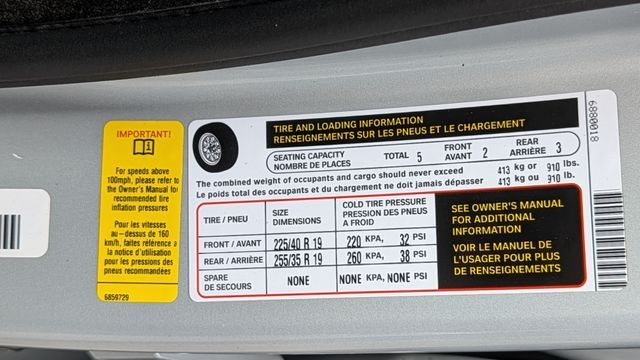 IMPORTANT!
For speeds above
100mph, please refer to
the Owner's Manual for
recommended tire
inflation pressures
Pour les vitesses
au-dessus de 160
km/h, faites référence à
la notice d'utilisation
pour les pressions des
pneus recommandées
6859729
TIRE AND LOADING INFORMATION
RENSEIGNEMENTS SUR LES PNEUS ET LE CHARGEMENT
SEATING CAPACITY
NOMBRE DE PLACES
TOTAL 5
FRONT
AVANT 2
REAR
ARRIÈRE 3
The combined weight of occupants and cargo should never exceed 413 kg or 910 lbs.
Le poids total des occupants et du chargement ne doit jamais dépasser 413 kg ou 910 lb.
TIRE / PNEU
SIZE
DIMENSIONS
COLD TIRE PRESSURE
PRESSION DES PNEUS
A FROID
FRONT / AVANT 225/40 R 19 220 KPA, 32 PSI
REAR / ARRIÈRE 255/35 R 19 260 KPA, 38 PSI
SPARE
DE SECOURS NONE NONE KPA, NONE PSI
SEE OWNER'S MANUAL
FOR ADDITIONAL
INFORMATION
VOIR LE MANUEL DE
L'USAGER POUR PLUS
DE RENSEIGNEMENTS
68800018